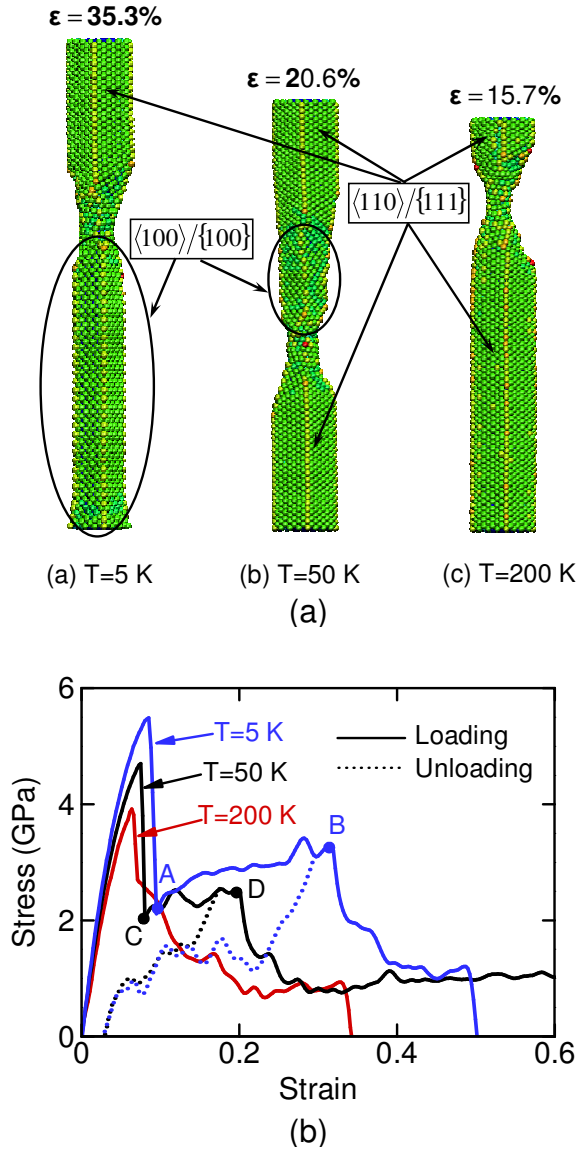 ε = 35.3%
ε = 20.6%
ε = 15.7%
⟨110⟩/{111}
⟨100⟩/{100}
(a) T=5 K
(b) T=50 K
(c) T=200 K
(a)
6
T=5 K
Loading
T=50 K
Unloading
4
T=200 K
B
Stress (GPa)
A
D
2
C
0
0
0.2
0.4
0.6
Strain
(b)